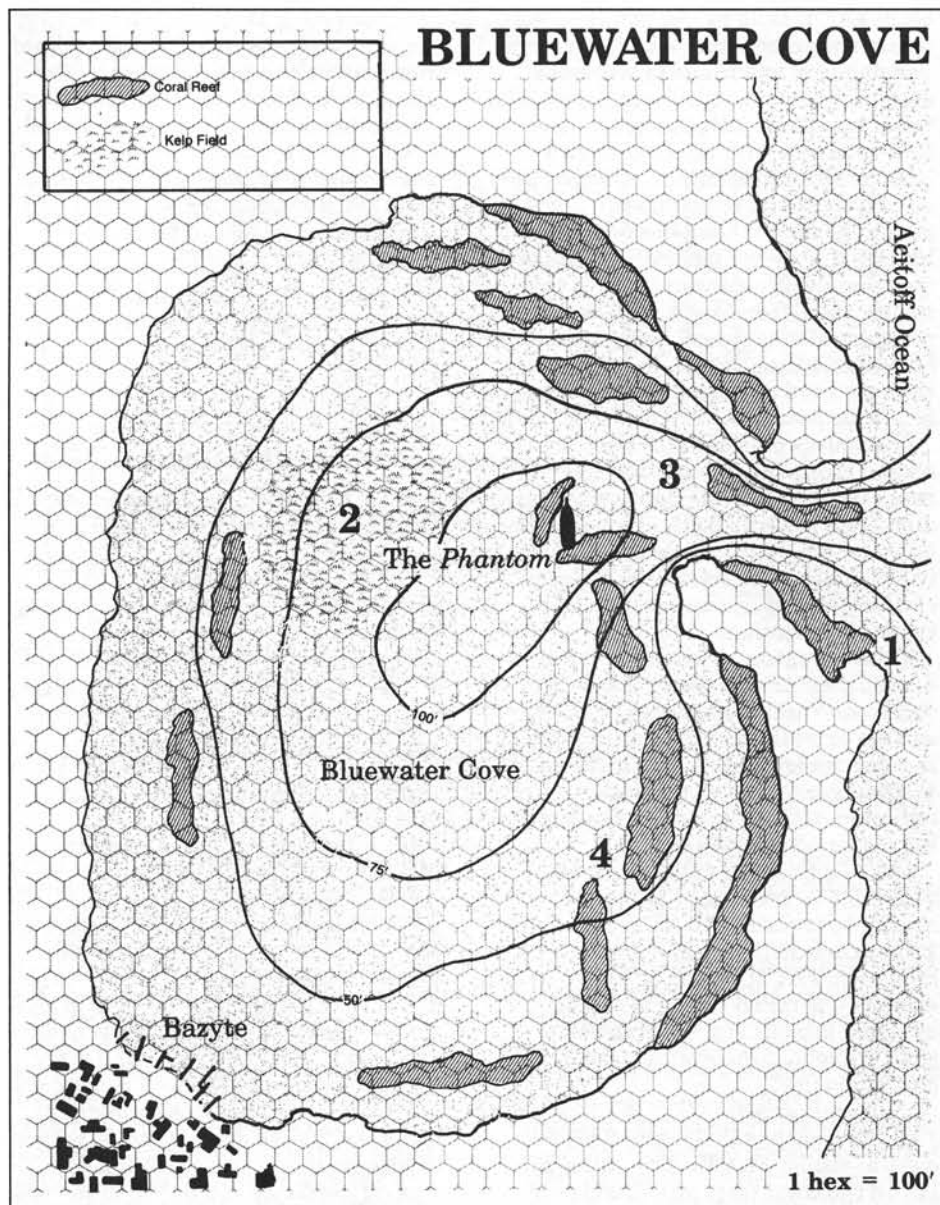 BLUEWATER COVE
Coral Reef
Kelp Field
Acitoff Ocean
3
2
The Phantom
1
100'
Bluewater Cove
4
75'
50'
Bazyte
1 hex = 100'